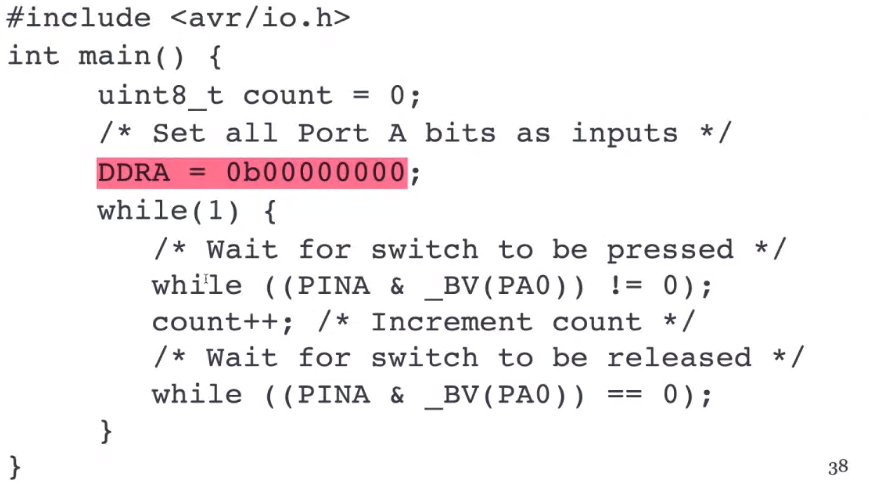 #include <avr/io.h>
int main() {
uint8_t count = 0;
/* Set all Port A bits as inputs */
DDRA = 0b00000000;
while(1) {
/* Wait for switch to be pressed */
while ((PINA & _BV(PA0)) != 0);
count++; /* Increment count */
/* Wait for switch to be released */
while ((PINA & _BV(PA0)) == 0);
}
}
38